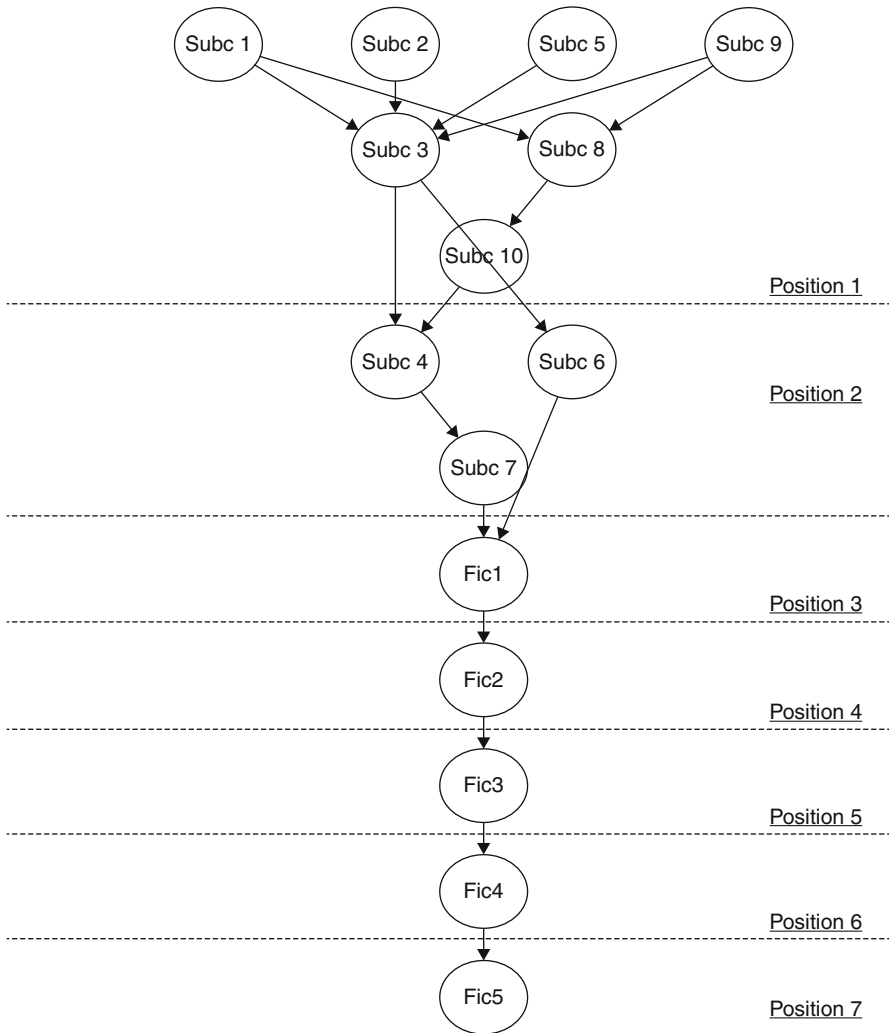 Subc 1
Subc 2
Subc 5
Subc 9
Subc 3
Subc 8
Subc 10
Position 1
Subc 4
Subc 6
Position 2
Subc 7
Fic1
Position 3
Fic2
Position 4
Fic3
Position 5
Fic4
Position 6
Fic5
Position 7